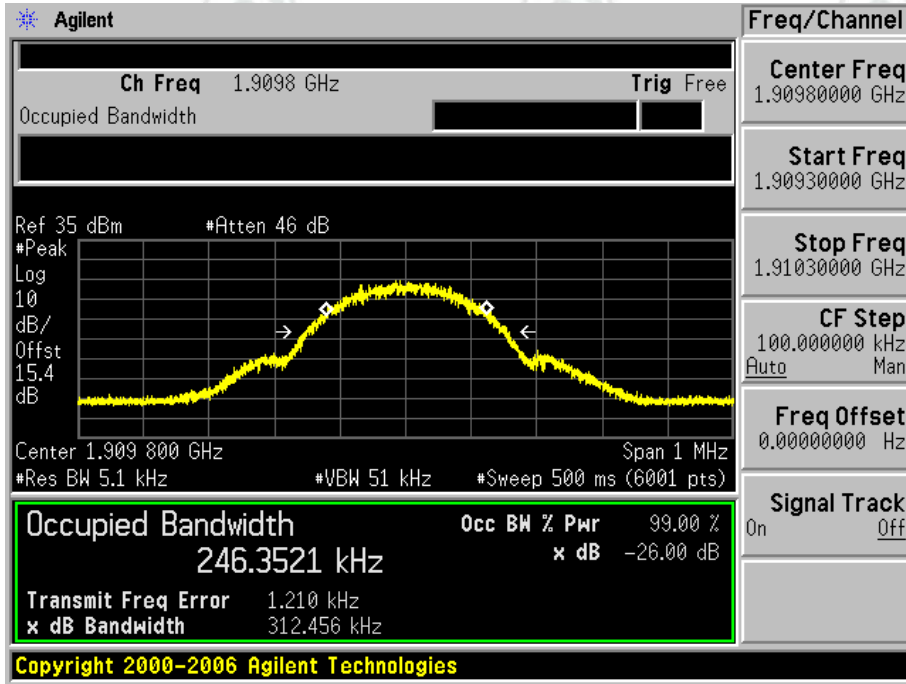 Agilent
Freq/Channel
Ch Freq 1.9098 GHz Trig Free
Occupied Bandwidth
Center Freq
1.90980000 GHz
Start Freq
1.90930000 GHz
Stop Freq
1.91030000 GHz
CF Step
100.000000 kHz
Auto Man
Freq Offset
0.00000000 Hz
Signal Track
On Off
Ref 35 dBm #Atten 46 dB
#Peak
Log
10
dB/
Offst
15.4
dB
Center 1.909 800 GHz Span 1 MHz
#Res BW 5.1 kHz #VBW 51 kHz #Sweep 500 ms (6001 pts)
Occupied Bandwidth
246.3521 kHz
Occ BW % Pwr 99.00 %
x dB -26.00 dB
Transmit Freq Error 1.210 kHz
x dB Bandwidth 312.456 kHz
Copyright 2000-2006 Agilent Technologies